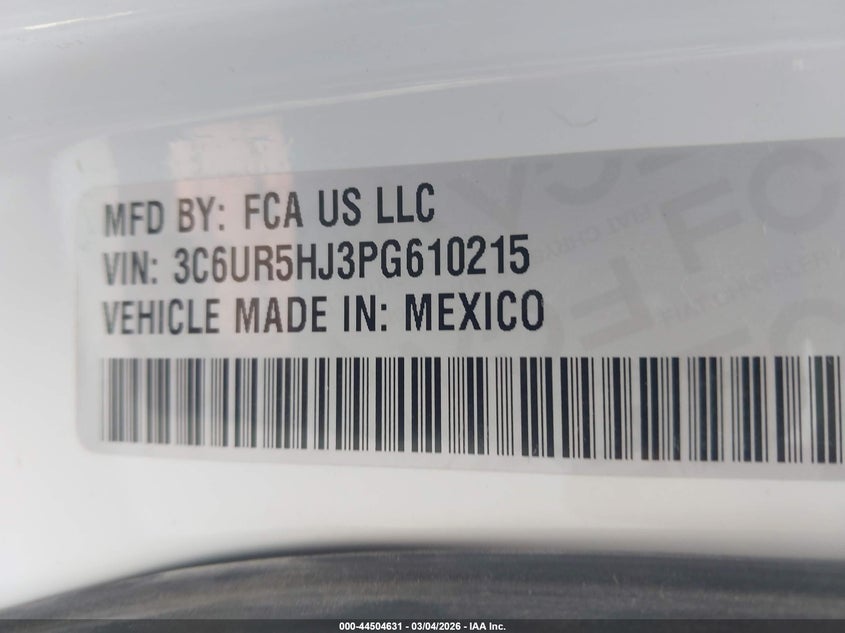 MFD BY: FCA US LLC
VIN: 3C6UR5HJ3PG610215
VEHICLE MADE IN: MEXICO
000-44504631 - 03/04/2026 - IAA Inc.